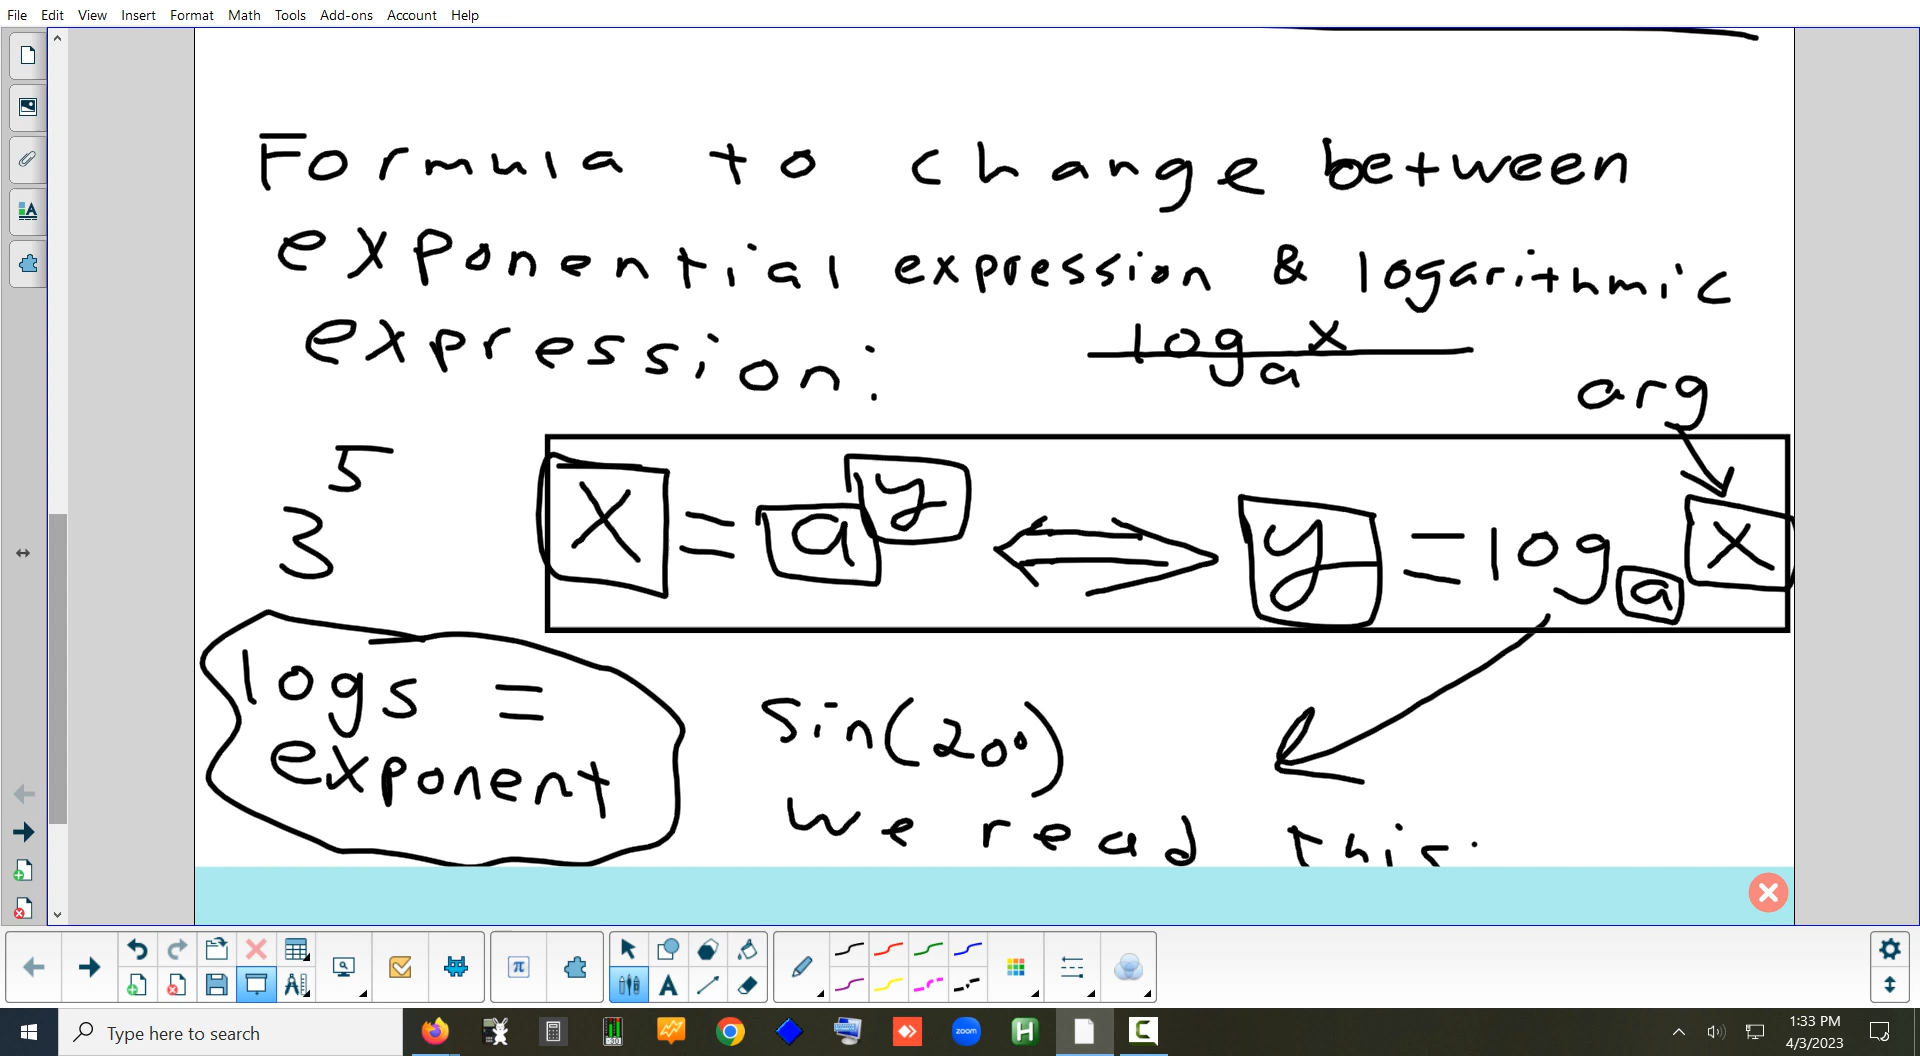 File Edit View Insert Format Math Tools Add-ons Account Help
Formula to change between
exponential expression & logarithmic
expression:
log_a x
arg
3^5
x = a^y ⟺ y = log_a x
logs =
exponent
sin(20°)
we read this:
A
π
A
zoom
H
C
Type here to search
1:33 PM
4/3/2023